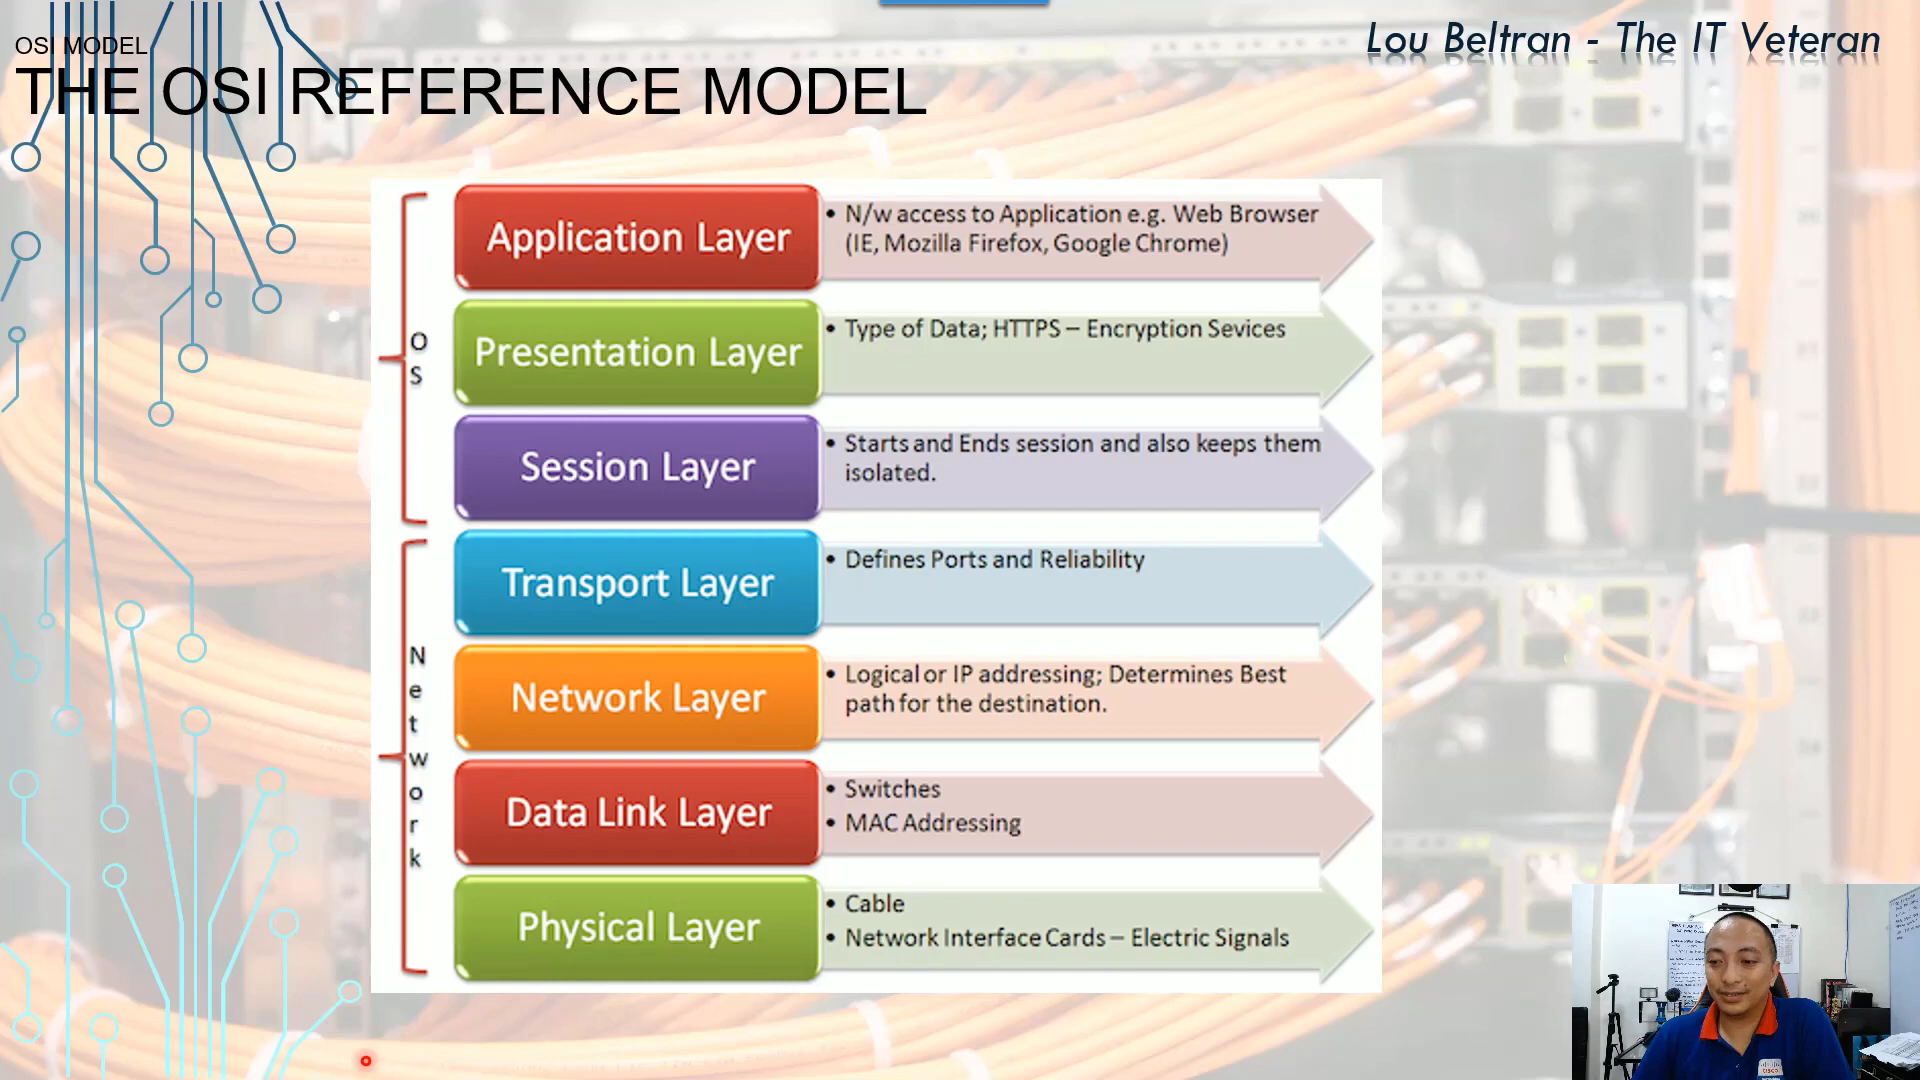 OSI MODEL
THE OSI REFERENCE MODEL
Lou Beltran - The IT Veteran
OS
Application Layer
• N/w access to Application e.g. Web Browser
(IE, Mozilla Firefox, Google Chrome)
Presentation Layer
• Type of Data; HTTPS – Encryption Sevices
Session Layer
• Starts and Ends session and also keeps them
isolated.
Network
Transport Layer
• Defines Ports and Reliability
Network Layer
• Logical or IP addressing; Determines Best
path for the destination.
Data Link Layer
• Switches
• MAC Addressing
Physical Layer
• Cable
• Network Interface Cards – Electric Signals